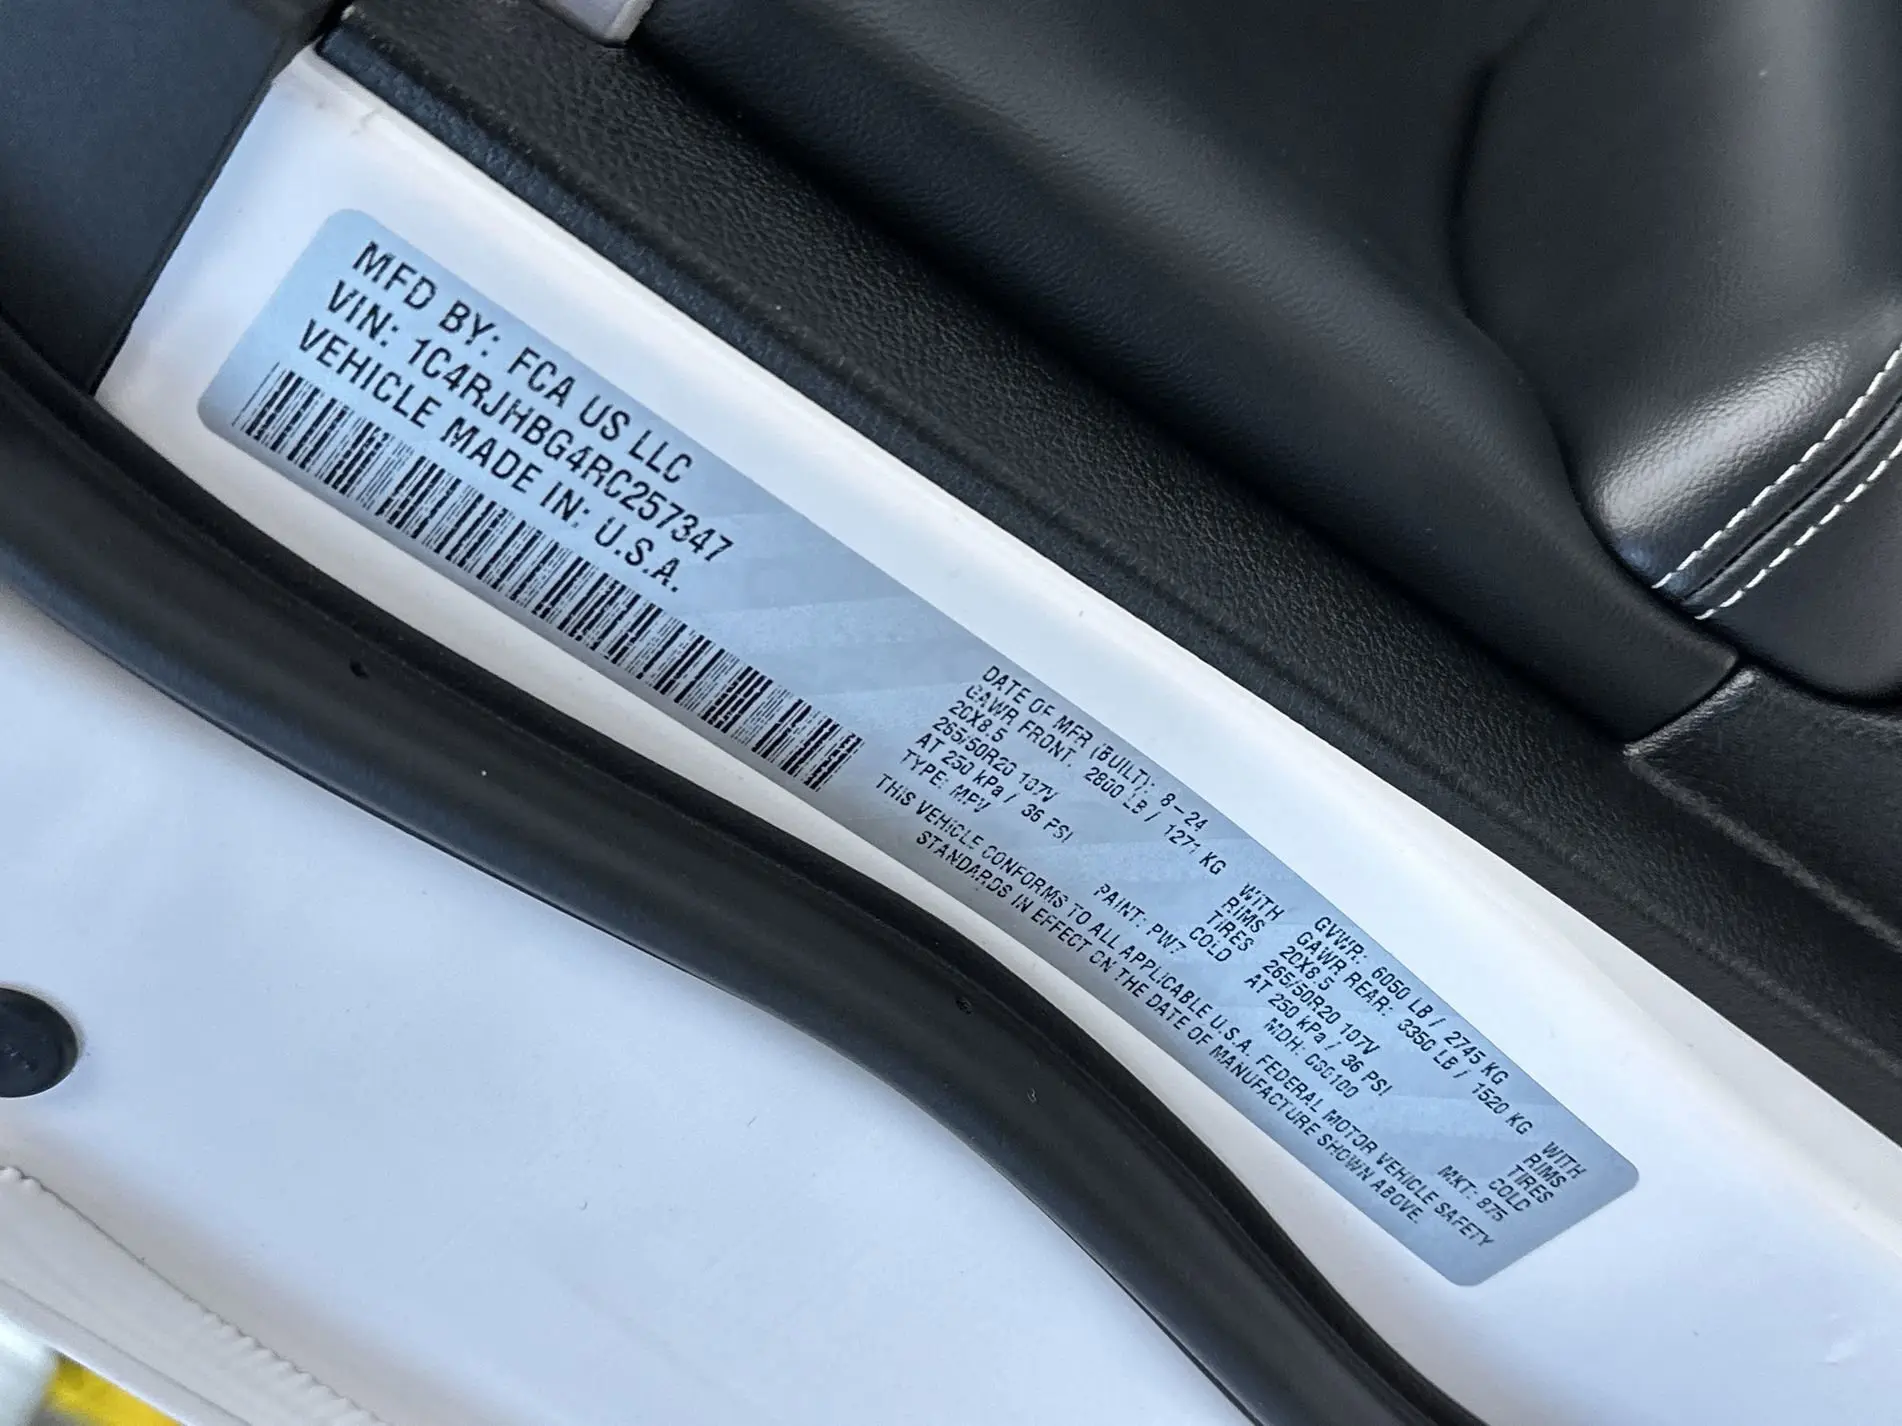 MFD BY: FCA US LLC
VIN: 1C4RJHBG4RC257347
VEHICLE MADE IN: U.S.A.
DATE OF MFR (BUILT): 8-24 GVWR: 6050 LB / 2745 KG
GAWR FRONT: 2800 LB / 1271 KG WITH GAWR REAR: 3350 LB / 1520 KG WITH
20X8.5 RIMS 20X8.5 RIMS
265/50R20 107V TIRES 265/50R20 107V TIRES
AT 250 kPa / 36 PSI COLD AT 250 kPa / 36 PSI COLD
TYPE: MPV PAINT: PW7 MDH: MKT: 875
THIS VEHICLE CONFORMS TO ALL APPLICABLE U.S.A. FEDERAL MOTOR VEHICLE SAFETY
STANDARDS IN EFFECT ON THE DATE OF MANUFACTURE SHOWN ABOVE.